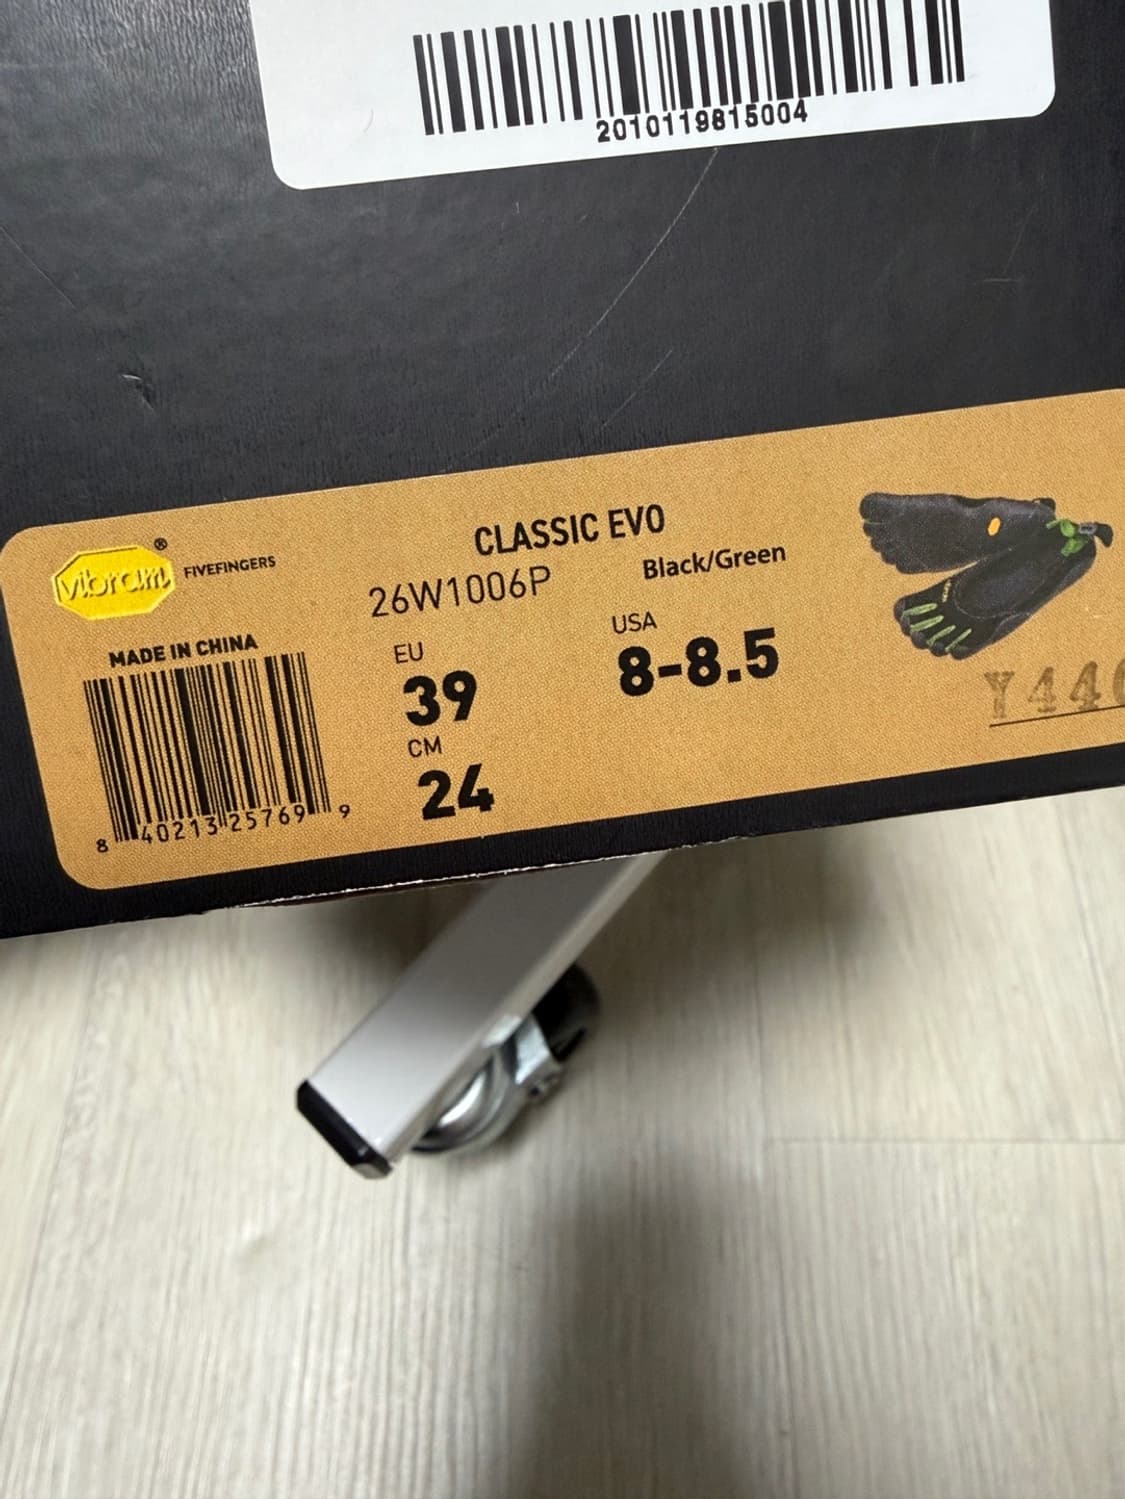 2010119815004
CLASSIC EVO
vibram® FIVEFINGERS
26W1006P Black/Green
MADE IN CHINA
EU USA
39 8-8.5
CM
24
8 40213 25769 9
Y44